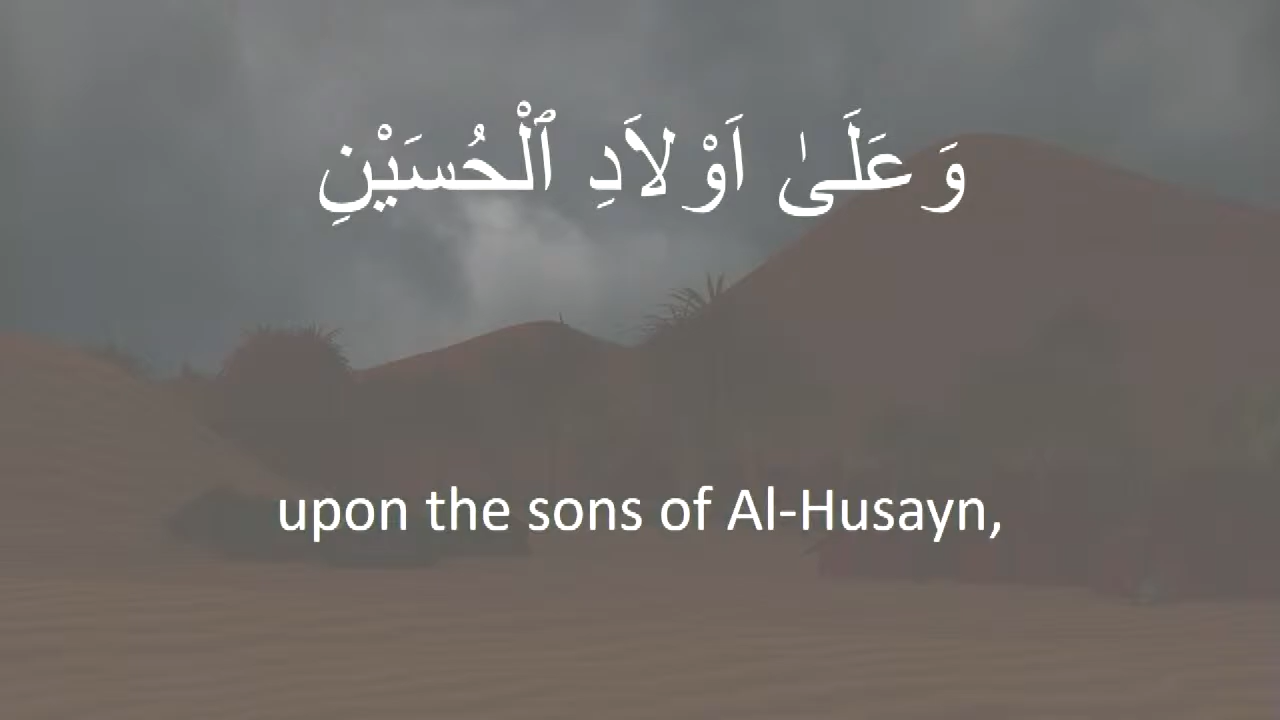 وَ عَلَىٰ اَوْلاَدِ ٱلْحُسَيْنِ
upon the sons of Al-Husayn,